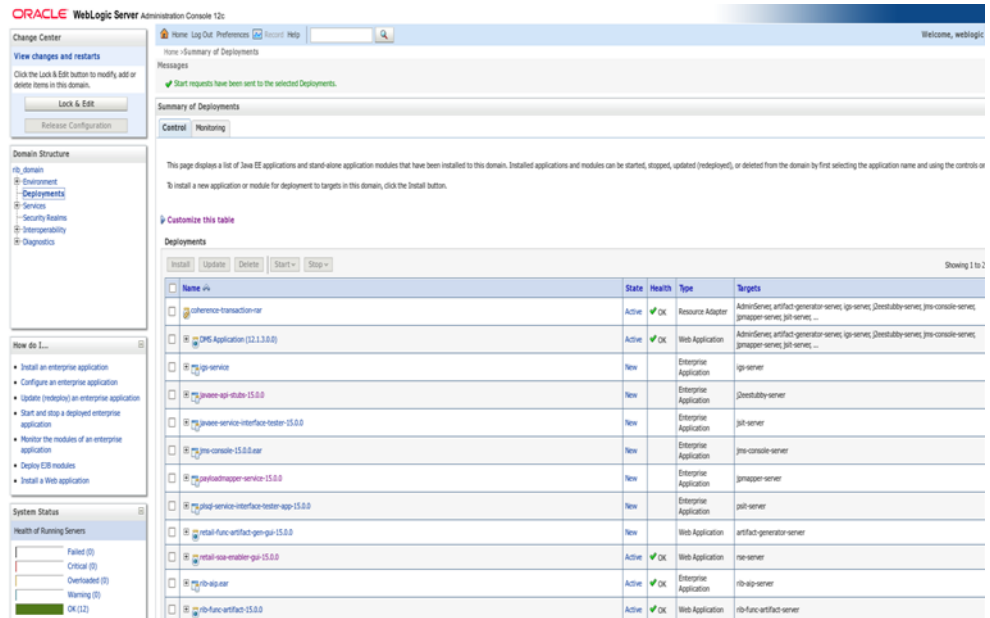 ORACLE WebLogic Server Administration Console 12c
Change Center
View changes and restarts
Click the Lock & Edit button to modify, add or
delete items in this domain.
Lock & Edit
Release Configuration
Domain Structure
rib_domain
Environment
Deployments
Services
Security Realms
Interoperability
Diagnostics
How do I...
Install an enterprise application
Configure an enterprise application
Update (redeploy) an enterprise application
Start and stop a deployed enterprise
application
Monitor the modules of an enterprise
application
Deploy EJB modules
Install a Web application
System Status
Health of Running Servers
Failed (0)
Critical (0)
Overloaded (0)
Warning (0)
OK (12)
Home Log Out Preferences Record Help
Welcome, weblogic
Home >Summary of Deployments
Messages
Start requests have been sent to the selected Deployments.
Summary of Deployments
Control Monitoring
This page displays a list of Java EE applications and stand-alone application modules that have been installed to this domain. Installed applications and modules can be started, stopped, updated (redeployed), or deleted from the domain by first selecting the application name and using the controls on
To install a new application or module for deployment to targets in this domain, click the Install button.
Customize this table
Deployments
Install Update Delete Start Stop
Showing 1 to 2
Name State Health Type Targets
coherence-transaction-rar Active OK Resource Adapter AdminServer, artifact-generator-server, igs-server, j2eestubby-server, jms-console-server,
jpmapper-server, jsit-server, ...
DMS Application (12.1.3.0.0) Active OK Web Application AdminServer, artifact-generator-server, igs-server, j2eestubby-server, jms-console-server,
jpmapper-server, jsit-server, ...
igs-service New Enterprise
Application igs-server
javaee-api-stubs-15.0.0 New Enterprise
Application j2eestubby-server
javaee-service-interface-tester-15.0.0 New Enterprise
Application jsit-server
jms-console-15.0.0.ear New Enterprise
Application jms-console-server
payloadmapper-service-15.0.0 New Enterprise
Application jpmapper-server
plsql-service-interface-tester-app-15.0.0 New Enterprise
Application psit-server
retail-func-artifact-gen-gui-15.0.0 New Web Application artifact-generator-server
retail-soa-enabler-gui-15.0.0 Active OK Web Application rse-server
rib-aip.ear Active OK Enterprise
Application rib-aip-server
rib-func-artifact-15.0.0 Active OK Web Application rib-func-artifact-server